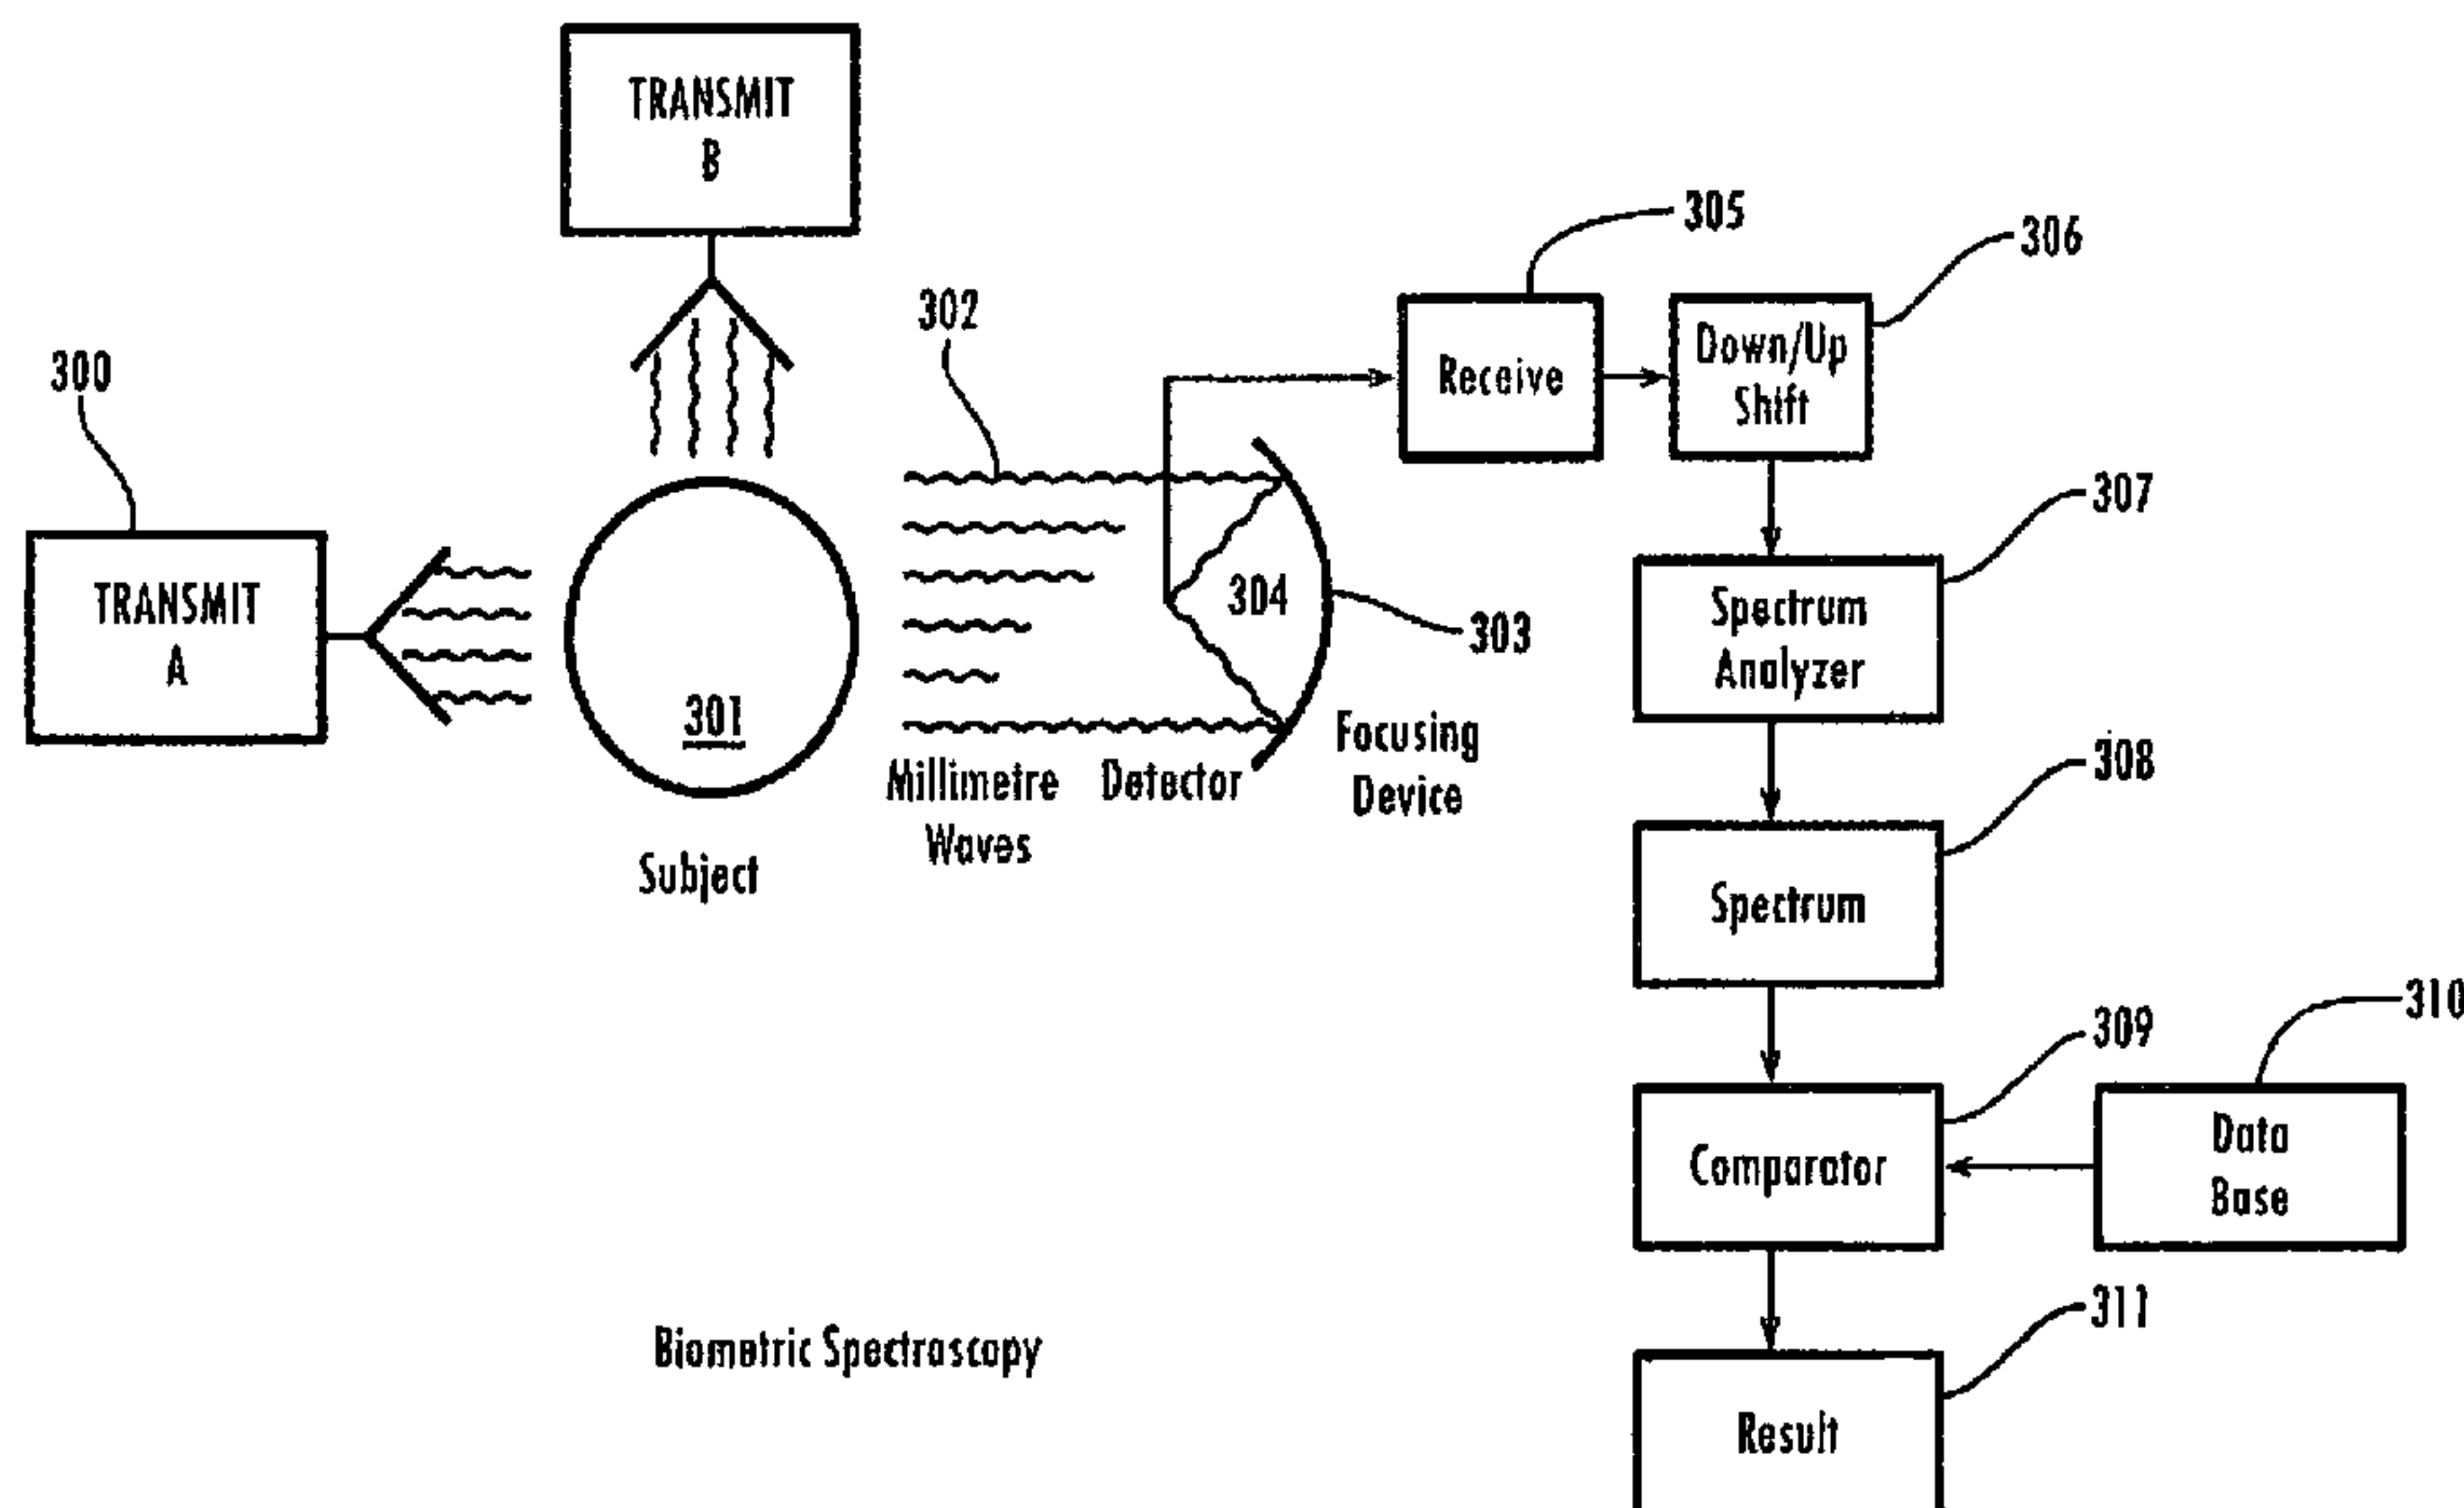 TRANSMIT
B
305
306
302
300
Receive
Down/Up
Shift
307
TRANSMIT
A
304
303
Spectrum
Analyzer
301
Focusing
Device
Millimetre
Waves
Detector
308
Subject
Spectrum
310
309
Comparator
Data
Base
311
Biometric Spectroscopy
Result